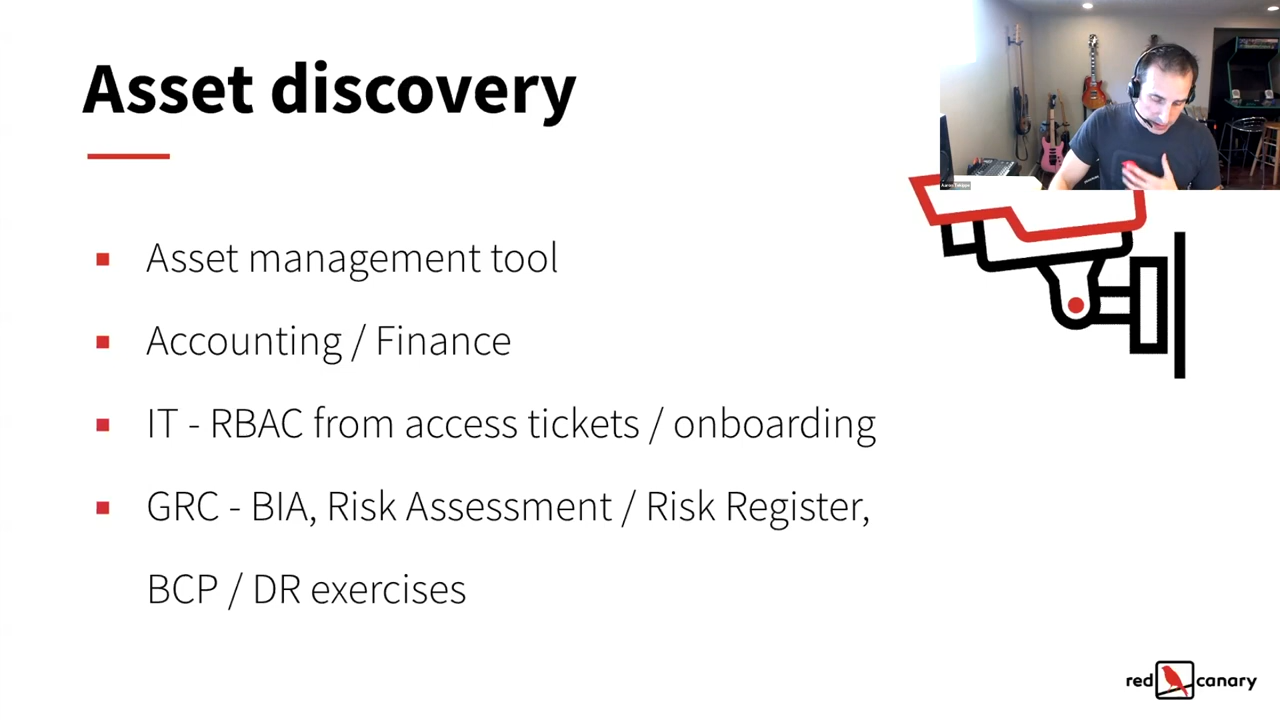 Asset discovery
Asset management tool
Accounting / Finance
IT - RBAC from access tickets / onboarding
GRC - BIA, Risk Assessment / Risk Register,
BCP / DR exercises
red canary